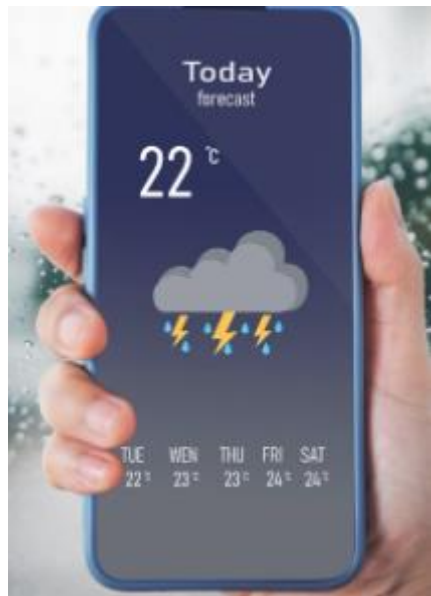 Today
forecast
22 °C
TUE WEN THU FRI SAT
22°C 23°C 23°C 24°C 24°C